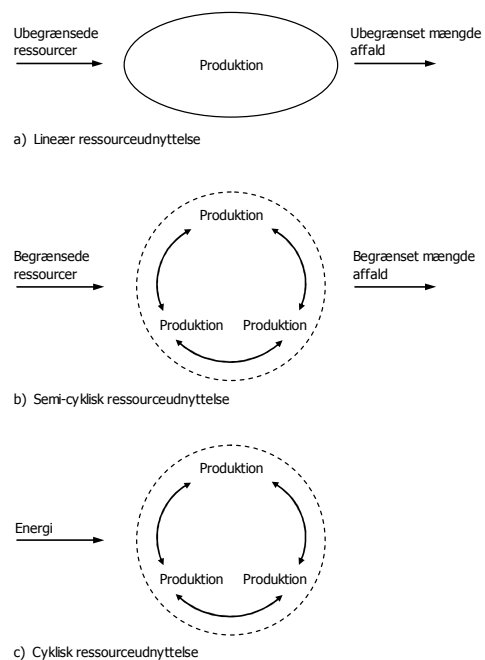 Ubegrænsede
ressourcer
Produktion
Ubegrænset mængde
affald
a) Lineær ressourceudnyttelse
Produktion
Begrænsede
ressourcer
Begrænset mængde
affald
Produktion
Produktion
b) Semi-cyklisk ressourceudnyttelse
Produktion
Energi
Produktion
Produktion
c) Cyklisk ressourceudnyttelse